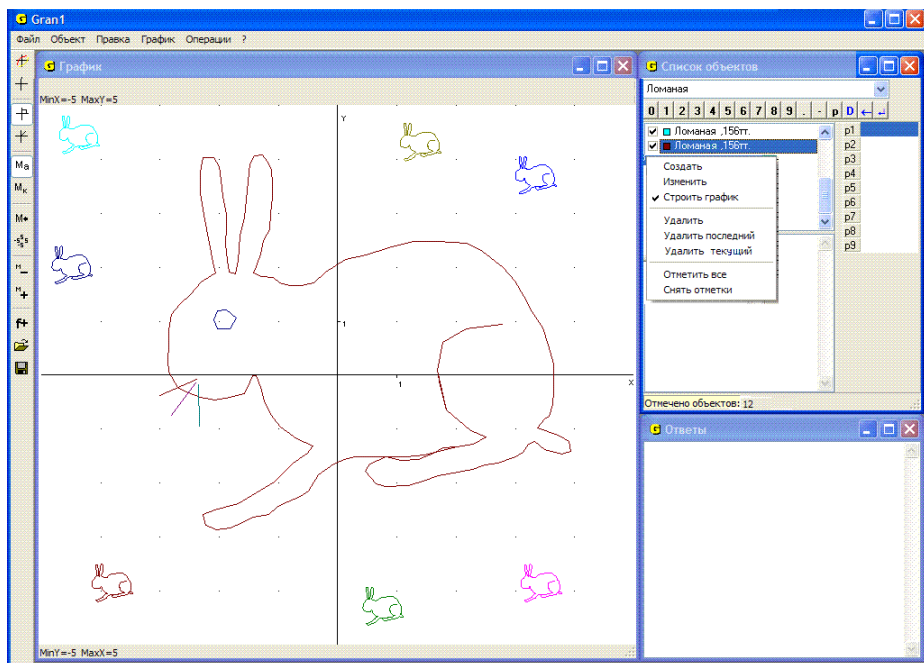 Gran1
Файл Объект Правка График Операции ?
График
MinX=-5 MaxY=5
Y
1
1
X
MinY=-5 MaxX=5
Ma
Mк
M
f+
Список объектов
Ломаная
0 1 2 3 4 5 6 7 8 9 . - p D
Ломаная ,156тт.
Ломаная ,156тт.
Создать
Изменить
Строить график
Удалить
Удалить последний
Удалить текущий
Отметить все
Снять отметки
p1
p2
p3
p4
p5
p6
p7
p8
p9
Отмечено объектов: 12
Ответы